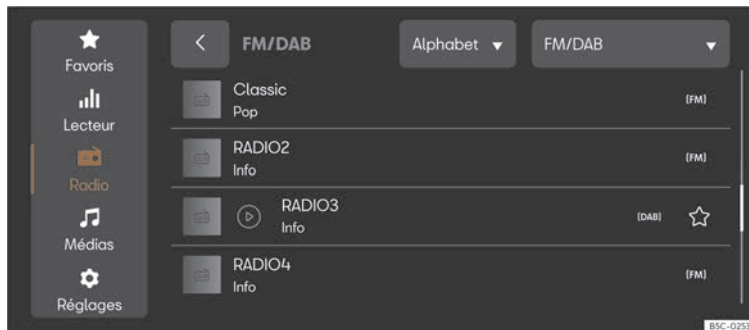 Favoris
Lecteur
Radio
Médias
Réglages
FM/DAB
Alphabet
FM/DAB
Classic
Pop
[FM]
RADIO2
Info
[FM]
RADIO3
Info
[DAB]
RADIO4
Info
[FM]
B5C-0253